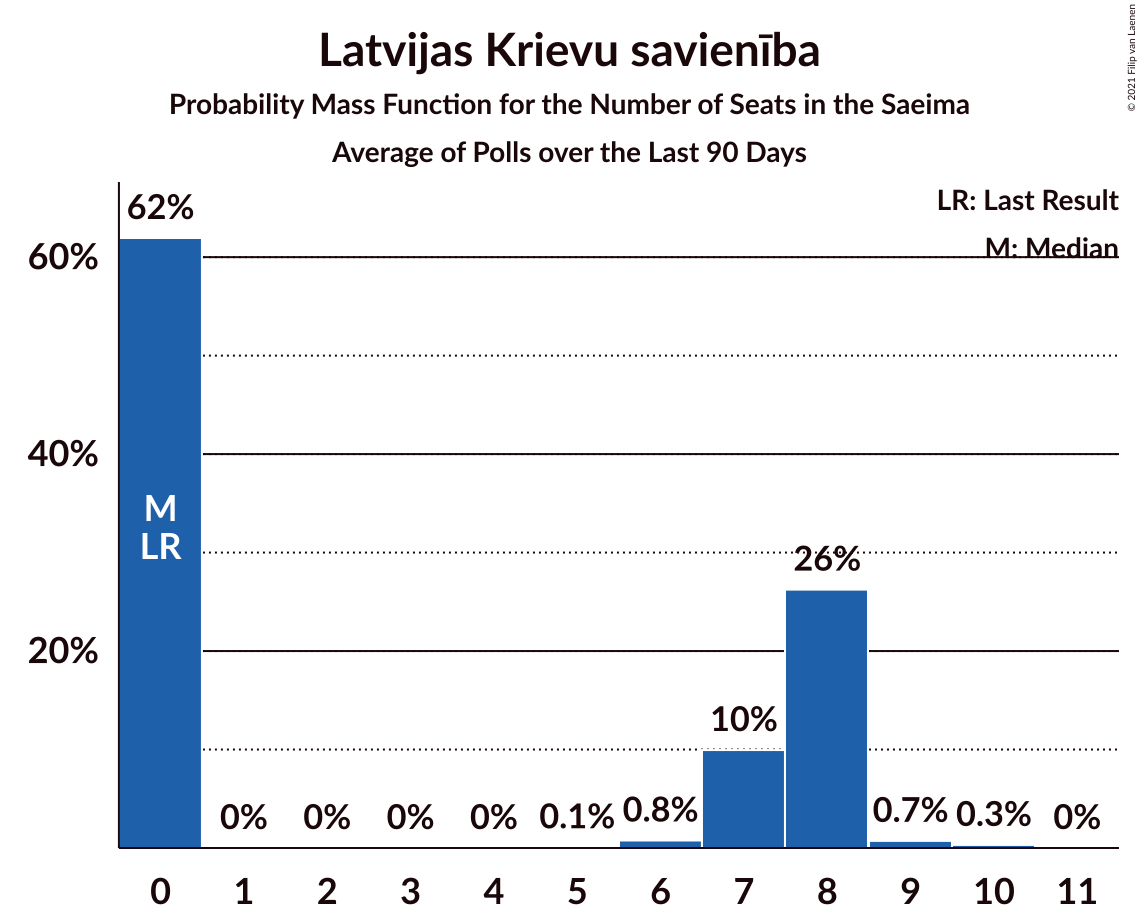 Latvijas Krievu savienība
Probability Mass Function for the Number of Seats in the Saeima
Average of Polls over the Last 90 Days
© 2021 Filip van Laenen
LR: Last Result
M: Median
62%
60%
40%
20%
M
LR
0%
0%
0%
0%
0.1%
0.8%
10%
26%
0.7%
0.3%
0%
0 1 2 3 4 5 6 7 8 9 10 11